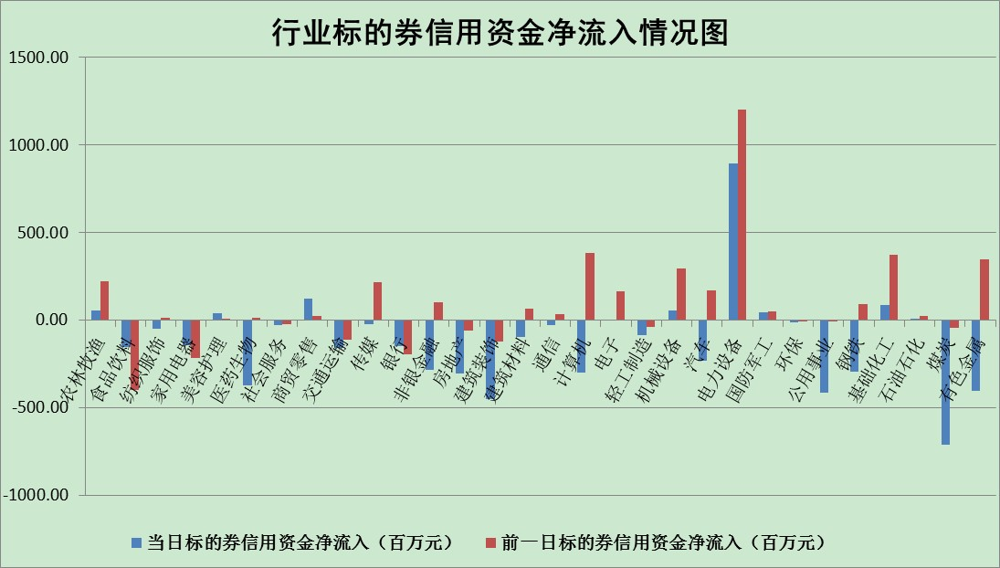 行业标的券信用资金净流入情况图
1500.00
1000.00
500.00
0.00
-500.00
-1000.00
农林牧渔
食品饮料
纺织服饰
家用电器
美容护理
医药生物
社会服务
商贸零售
交通运输
传媒
银行
非银金融
房地产
建筑装饰
建筑材料
通信
计算机
电子
轻工制造
机械设备
汽车
电力设备
国防军工
环保
公用事业
钢铁
基础化工
石油石化
煤炭
有色金属
当日标的券信用资金净流入（百万元）
前一日标的券信用资金净流入（百万元）